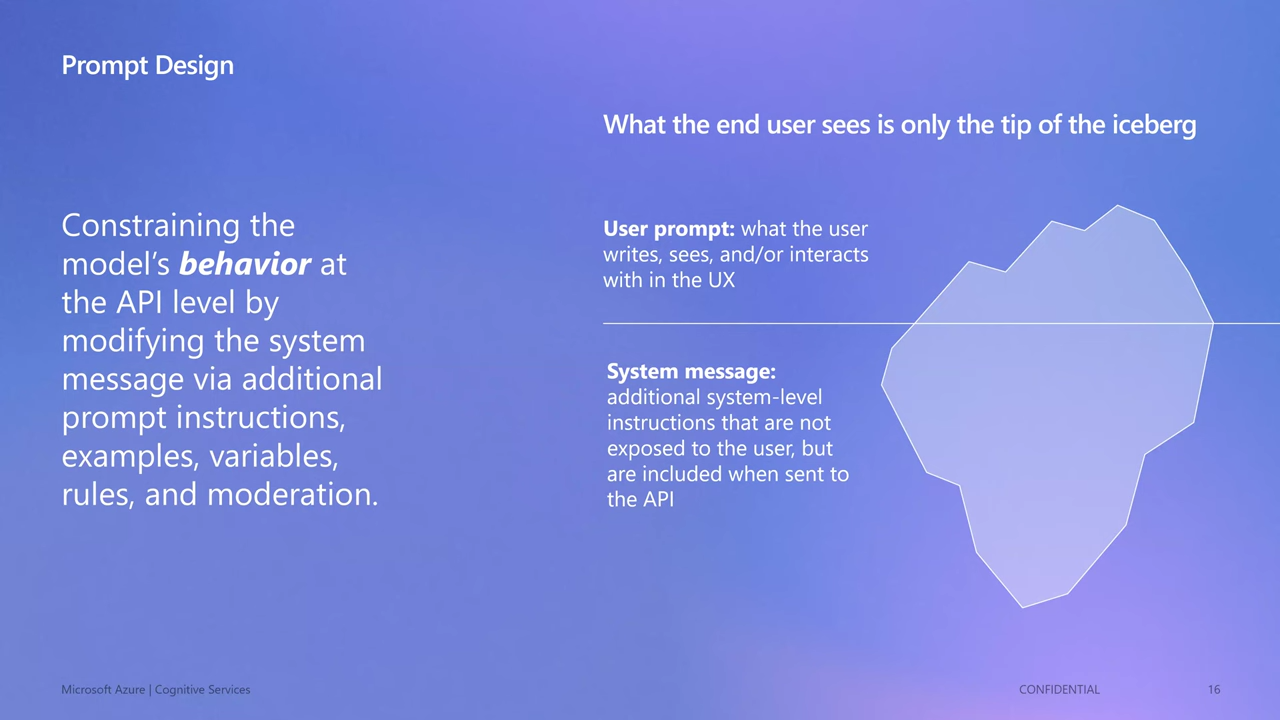 Prompt Design
What the end user sees is only the tip of the iceberg
Constraining the
model’s behavior at
the API level by
modifying the system
message via additional
prompt instructions,
examples, variables,
rules, and moderation.
User prompt: what the user
writes, sees, and/or interacts
with in the UX
System message:
additional system-level
instructions that are not
exposed to the user, but
are included when sent to
the API
Microsoft Azure | Cognitive Services
CONFIDENTIAL
16